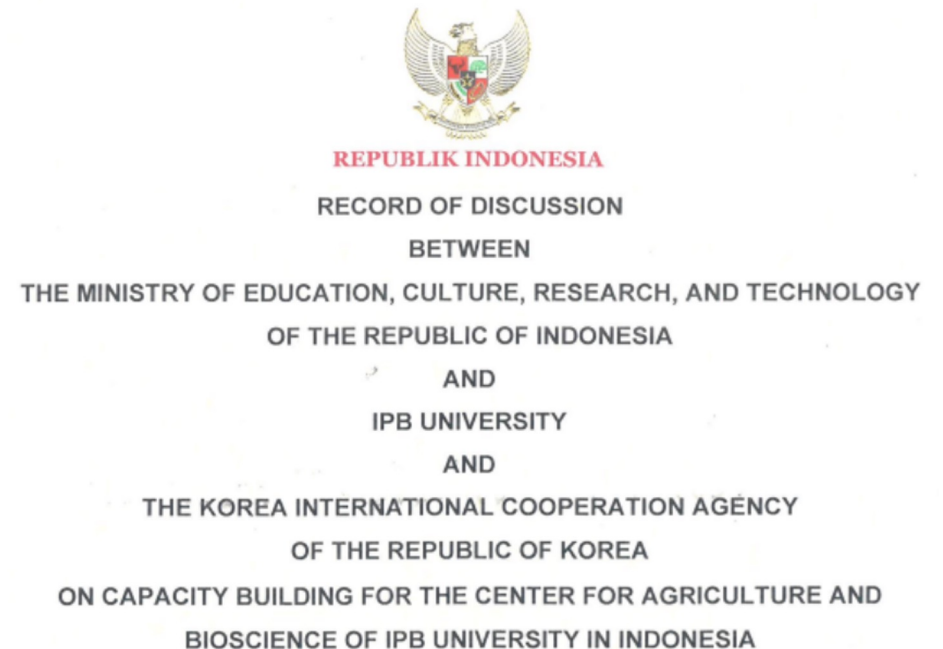 REPUBLIK INDONESIA
RECORD OF DISCUSSION
BETWEEN
THE MINISTRY OF EDUCATION, CULTURE, RESEARCH, AND TECHNOLOGY
OF THE REPUBLIC OF INDONESIA
AND
IPB UNIVERSITY
AND
THE KOREA INTERNATIONAL COOPERATION AGENCY
OF THE REPUBLIC OF KOREA
ON CAPACITY BUILDING FOR THE CENTER FOR AGRICULTURE AND
BIOSCIENCE OF IPB UNIVERSITY IN INDONESIA